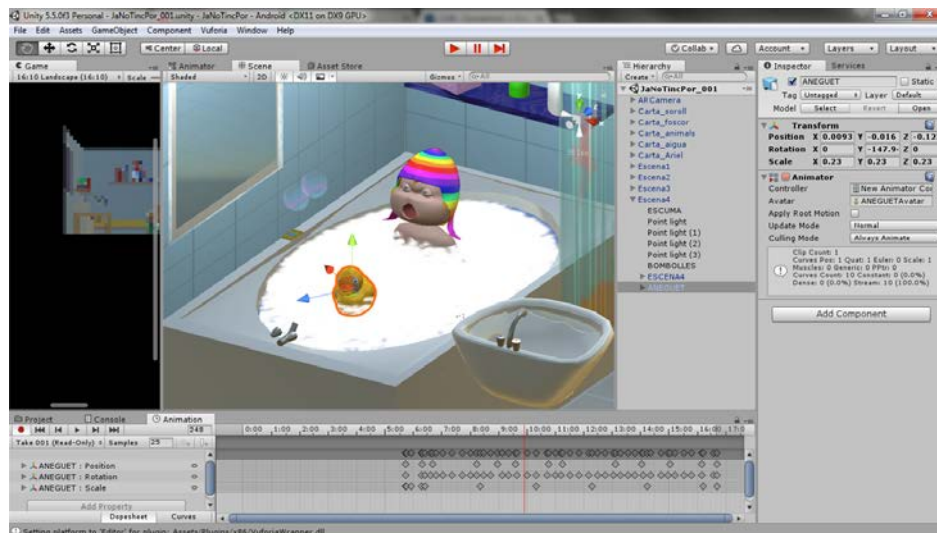 Unity 5.5.0f3 Personal - JaNoTincPor_001.unity - JaNoTincPor - Android <DX11 on DX9 GPU>
File Edit Assets GameObject Component Vuforia Window Help
Center Local Collab Account Layers Layout
Game Animator Scene Asset Store Hierarchy Inspector Services
16:10 Landscape (16:10) Scale Shaded 2D Gizmos All Create All
JaNoTincPor_001
ARCamera
Carta_soroll
Carta_foscor
Carta_animals
Carta_aigua
Carta_Ariel
Escena1
Escena2
Escena3
Escena4
ESCUMA
Point light
Point light (1)
Point light (2)
Point light (3)
BOMBOLLES
ESCENA4
ANEGUET
ANEGUET Static
Tag Untagged Layer Default
Model Select Revert Open
Transform
Position X 0.0093 Y -0.016 Z -0.12
Rotation X 0 Y -147.9 Z 0
Scale X 0.23 Y 0.23 Z 0.23
Animator
Controller New Animator Co
Avatar ANEGUETAvatar
Apply Root Motion
Update Mode Normal
Culling Mode Always Animate
Clip Count: 1
Curves Pos: 1 Quat: 1 Euler: 0 Scale: 1
Muscles: 0 Generic: 0 PPtr: 0
Curves Count: 10 Constant: 0 (0.0%)
Dense: 0 (0.0%) Stream: 10 (100.0%)
Add Component
Project Console Animation
248 0:00 1:00 2:00 3:00 4:00 5:00 6:00 7:00 8:00 9:00 10:00 11:00 12:00 13:00 14:00 15:00 16:00 17:0
Take 001 (Read-Only) Samples 25
ANEGUET : Position
ANEGUET : Rotation
ANEGUET : Scale
Add Property
Dopesheet Curves
Setting platform to 'Editor' for plugin: Assets/Plugins/x86/VuforiaWrapper.dll